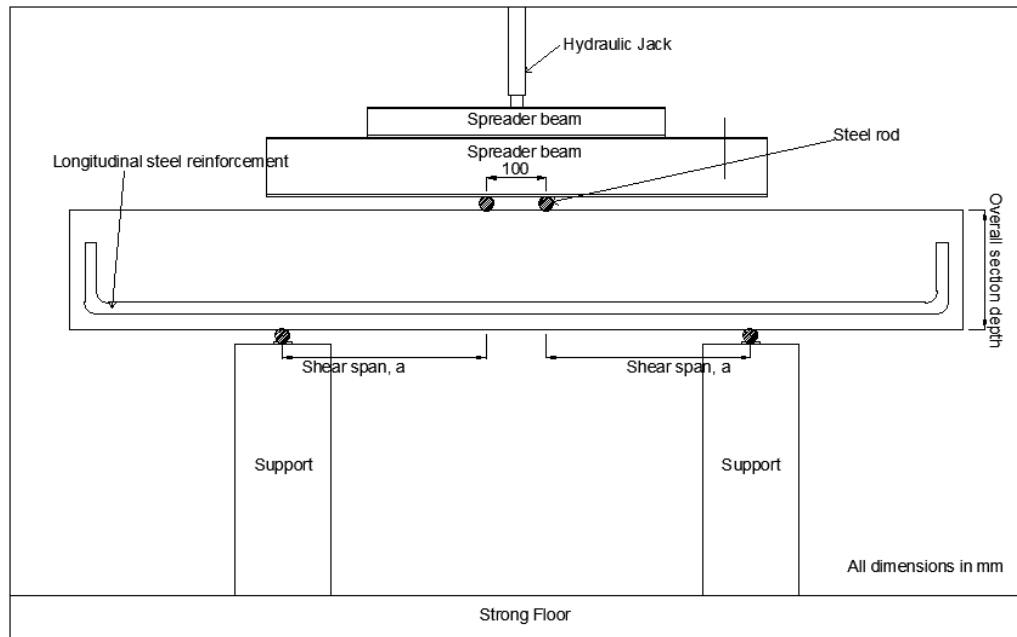 Hydraulic Jack
Spreader beam
Steel rod
Spreader beam
Longitudinal steel reinforcement
100
Overall section depth
Shear span, a
Shear span, a
Support
Support
All dimensions in mm
Strong Floor